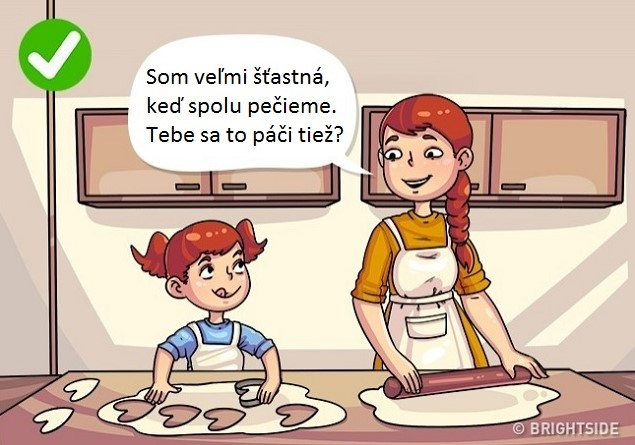 Som veľmi šťastná,
keď spolu pečieme.
Tebe sa to páči tiež?
© BRIGHTSIDE